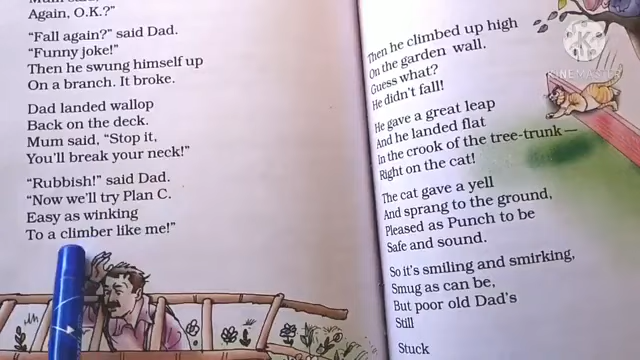 Again, O.K.?"
"Fall again?" said Dad.
"Funny joke!"
Then he swung himself up
On a branch. It broke.
Dad landed wallop
Back on the deck.
Mum said, "Stop it,
You'll break your neck!"
"Rubbish!" said Dad.
"Now we'll try Plan C.
Easy as winking
To a climber like me!"
Then he climbed up high
On the garden wall.
Guess what?
He didn't fall!
He gave a great leap
And he landed flat
In the crook of the tree-trunk—
Right on the cat!
The cat gave a yell
And sprang to the ground,
Pleased as Punch to be
Safe and sound.
So it's smiling and smirking,
Smug as can be,
But poor old Dad's
Still
Stuck
KINEMASTER